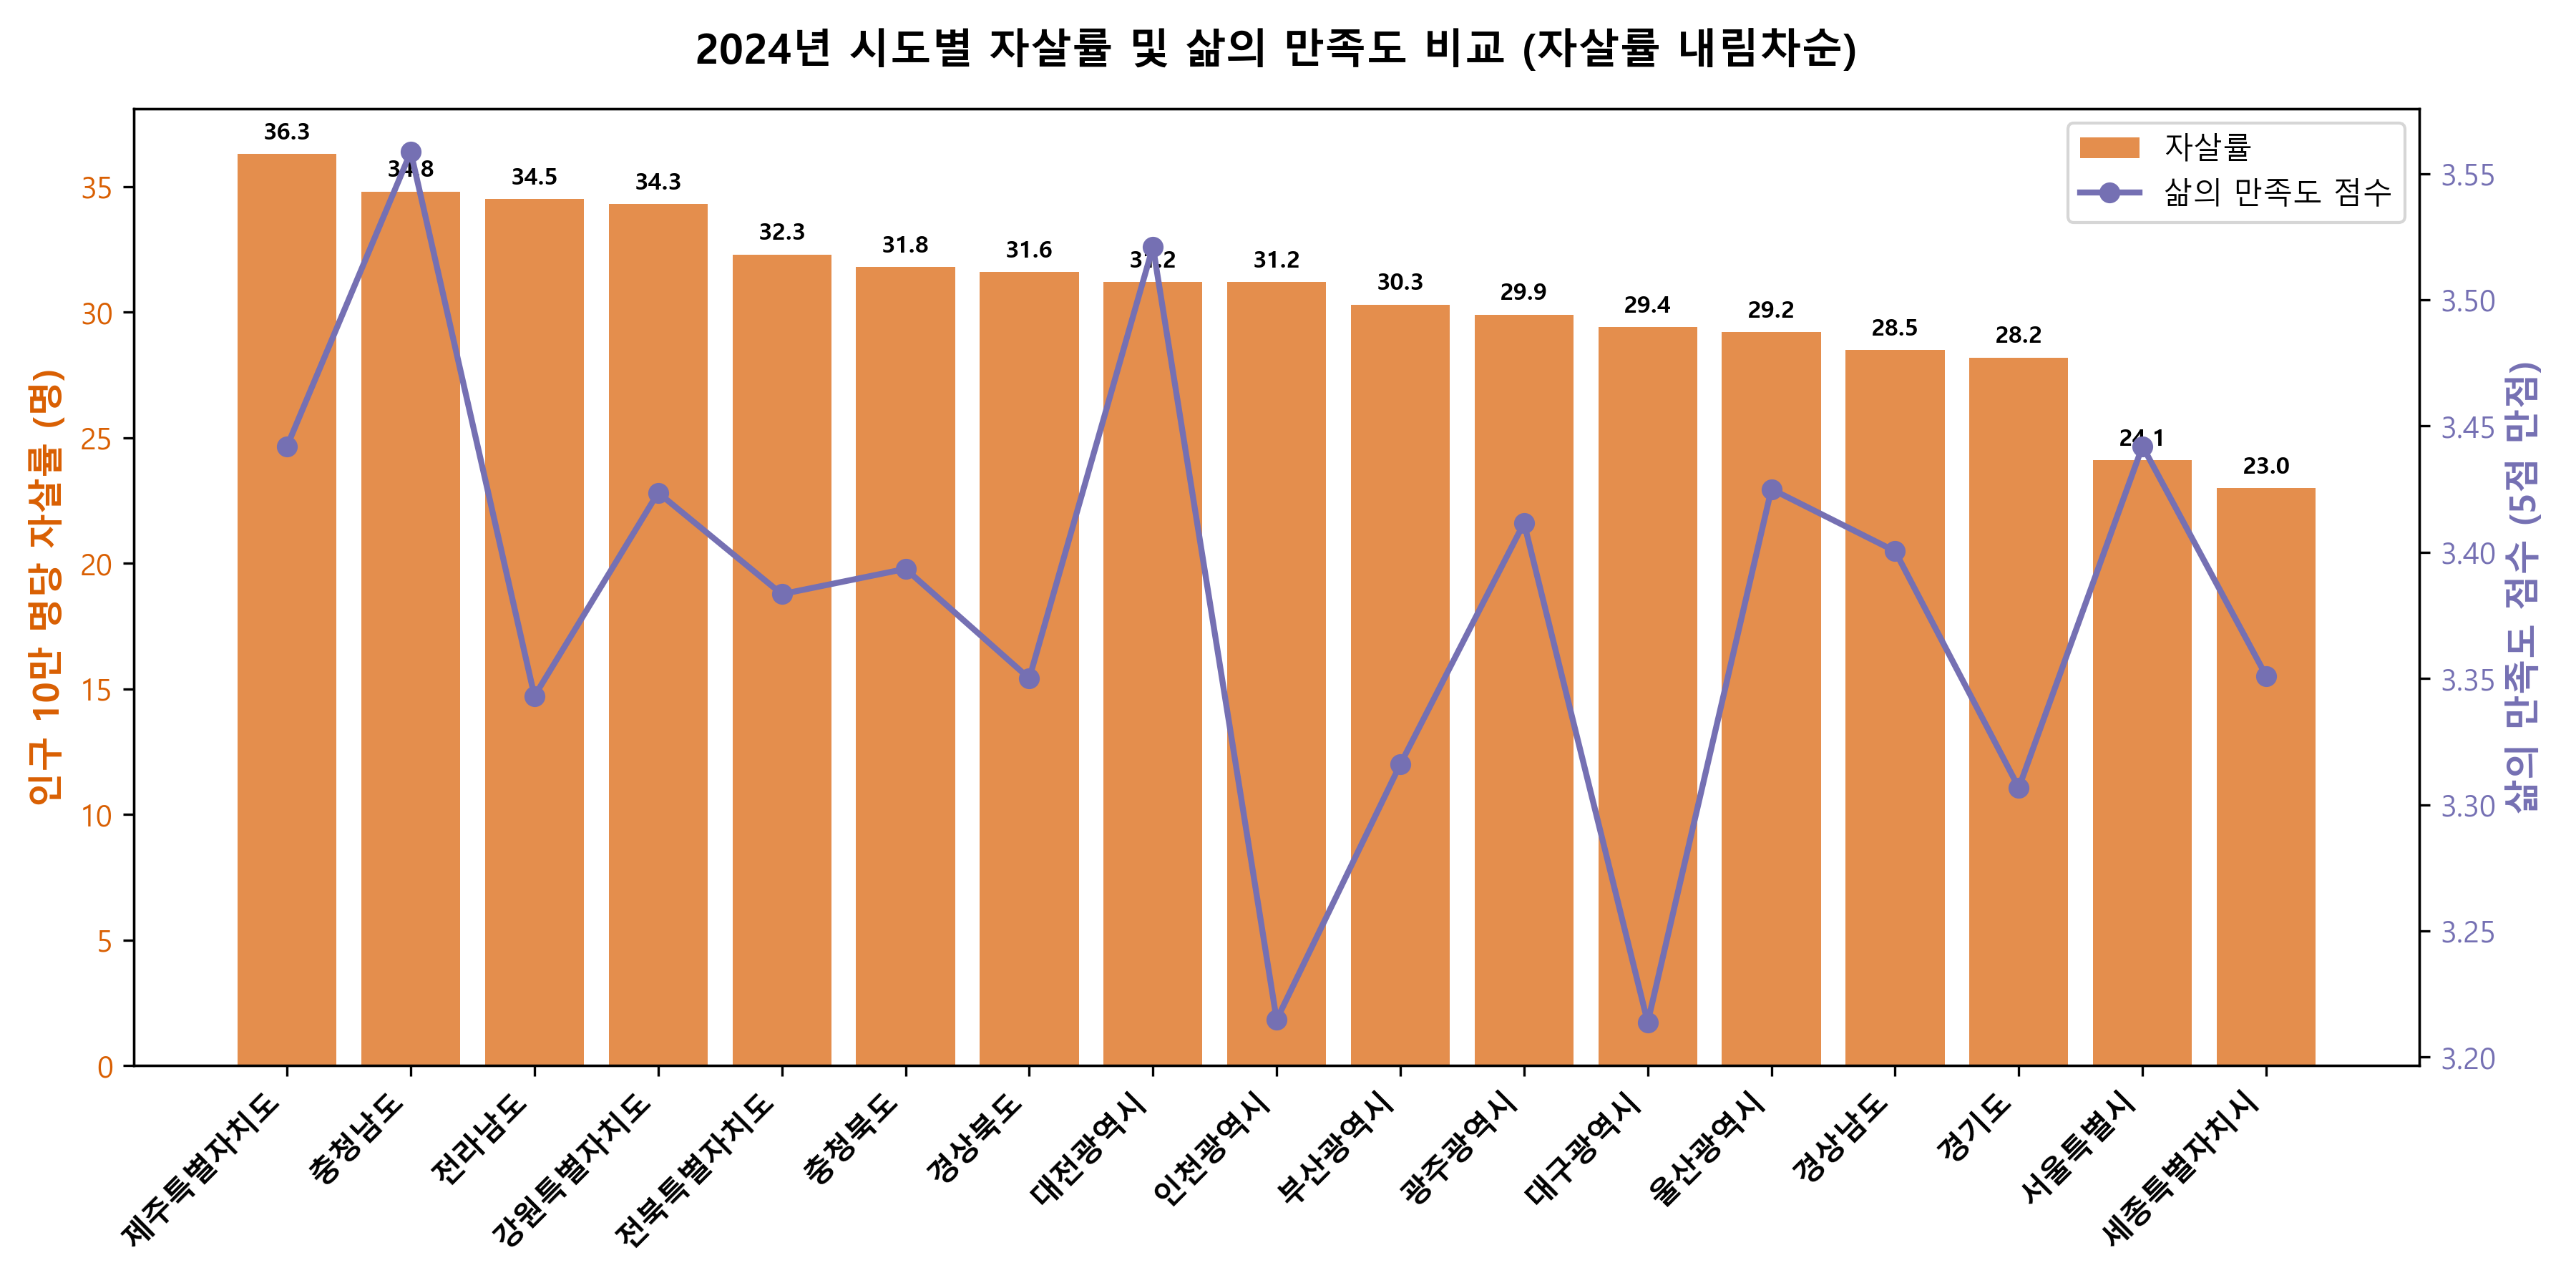 2024년 시도별 자살률 및 삶의 만족도 비교 (자살률 내림차순)
자살률
삶의 만족도 점수
인구 10만 명당 자살률 (명)
35
30
25
20
15
10
5
0
36.3
34.8
34.5
34.3
32.3
31.8
31.6
31.2
31.2
30.3
29.9
29.4
29.2
28.5
28.2
24.1
23.0
3.55
3.50
3.45
3.40
3.35
3.30
3.25
3.20
삶의 만족도 점수 (5점 만점)
제주특별자치도
충청남도
전라남도
강원특별자치도
전북특별자치도
충청북도
경상북도
대전광역시
인천광역시
부산광역시
광주광역시
대구광역시
울산광역시
경상남도
경기도
서울특별시
세종특별자치시